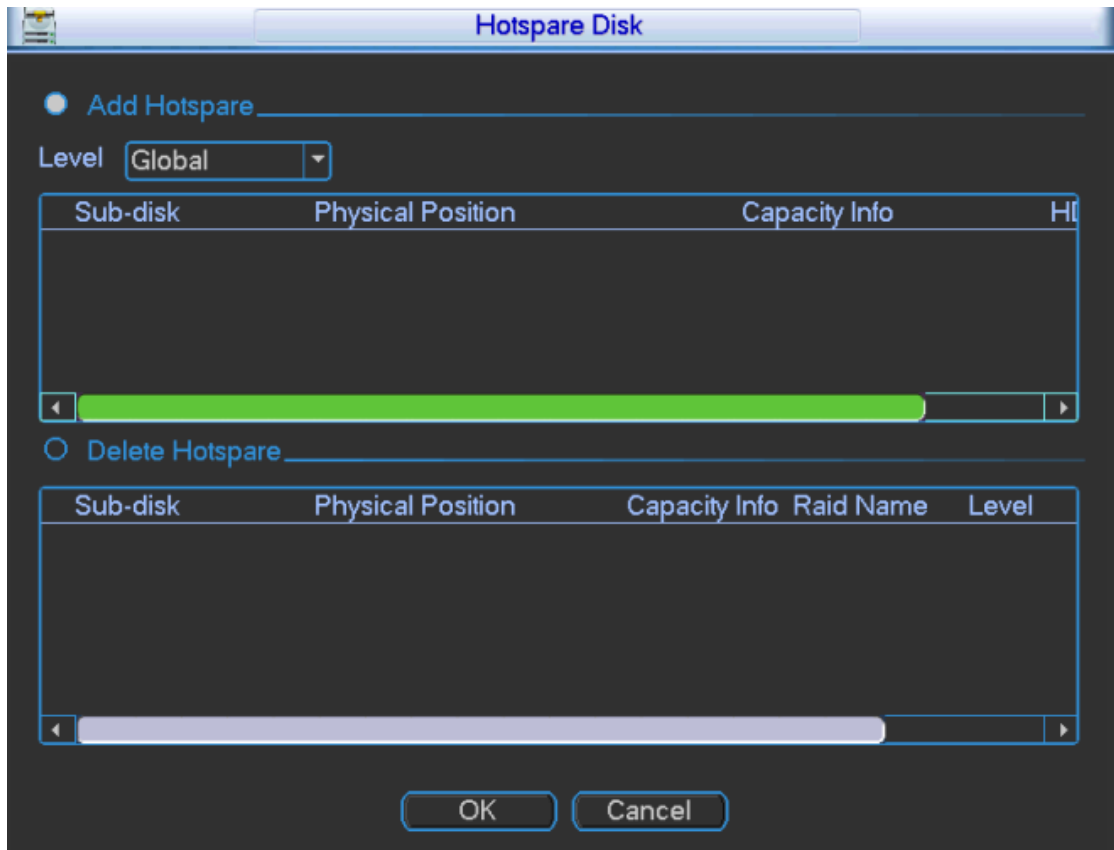 Hotspare Disk
Add Hotspare
Level Global
Sub-disk Physical Position Capacity Info
Delete Hotspare
Sub-disk Physical Position Capacity Info Raid Name Level
OK Cancel